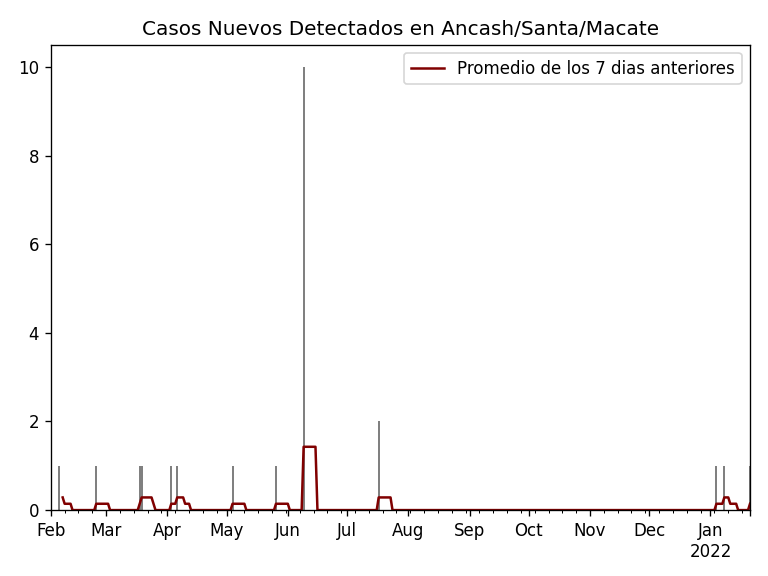 Casos Nuevos Detectados en Ancash/Santa/Macate
Promedio de los 7 dias anteriores
10
8
6
4
2
0
Feb Mar Apr May Jun Jul Aug Sep Oct Nov Dec Jan
2022